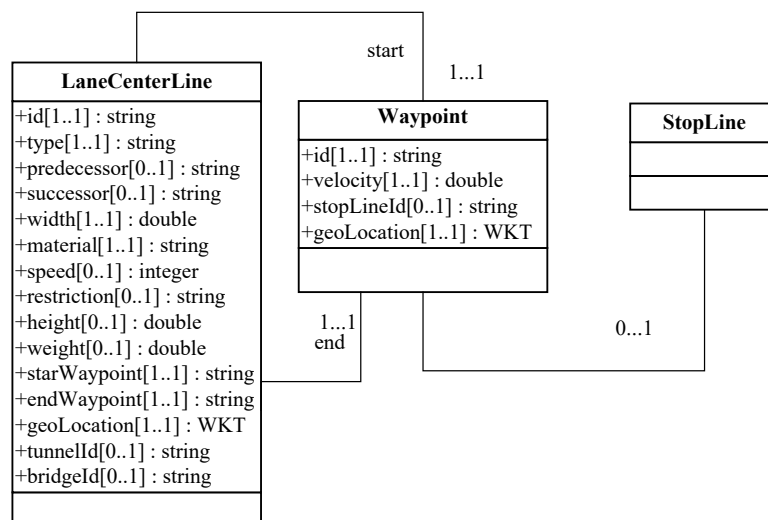 start
1...1
LaneCenterLine
+id[1..1] : string
+type[1..1] : string
+predecessor[0..1] : string
+successor[0..1] : string
+width[1..1] : double
+material[1..1] : string
+speed[0..1] : integer
+restriction[0..1] : string
+height[0..1] : double
+weight[0..1] : double
+starWaypoint[1..1] : string
+endWaypoint[1..1] : string
+geoLocation[1..1] : WKT
+tunnelId[0..1] : string
+bridgeId[0..1] : string
Waypoint
+id[1..1] : string
+velocity[1..1] : double
+stopLineId[0..1] : string
+geoLocation[1..1] : WKT
StopLine
1...1
end
0...1